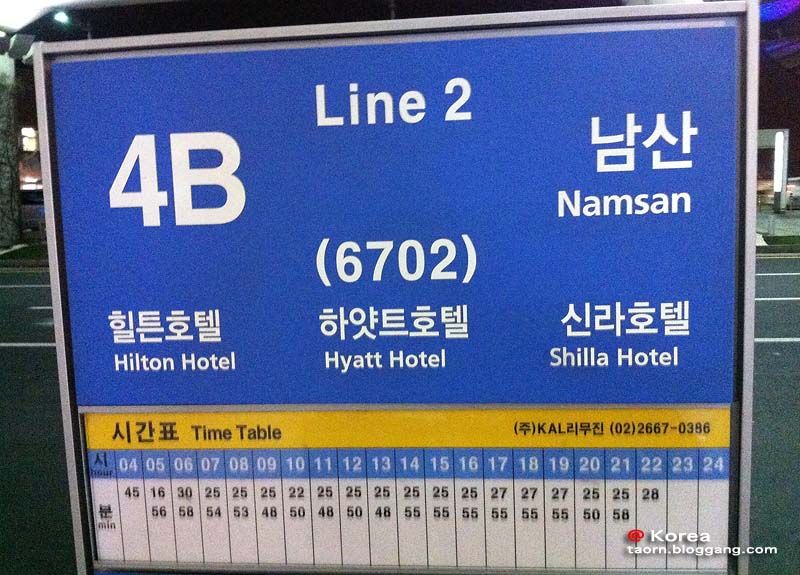 Line 2
4B
남산
Namsan
(6702)
힐튼호텔 하얏트호텔 신라호텔
Hilton Hotel Hyatt Hotel Shilla Hotel
시간표 Time Table (주)KAL리무진 (02)2667-0386
시 hour 04 05 06 07 08 09 10 11 12 13 14 15 16 17 18 19 20 21 22 23 24
45 16 30 25 25 25 22 25 25 25 25 25 25 27 27 27 25 25 28
분 min 56 58 54 53 48 50 48 50 48 55 55 55 55 55 55 50 58
@ Korea
taorn.bloggang.com